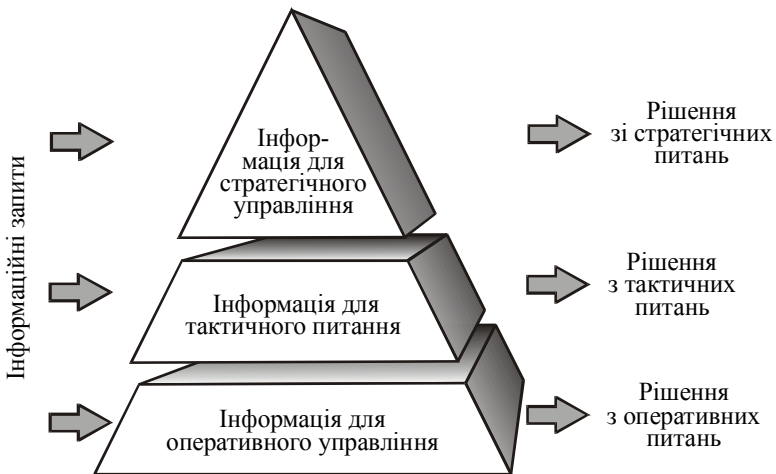 Інформаційні запити
Інфор-
мація для
стратегічного
управління
Рішення
зі стратегічних
питань
Інформація для
тактичного питання
Рішення
з тактичних
питань
Інформація для
оперативного управління
Рішення
з оперативних
питань